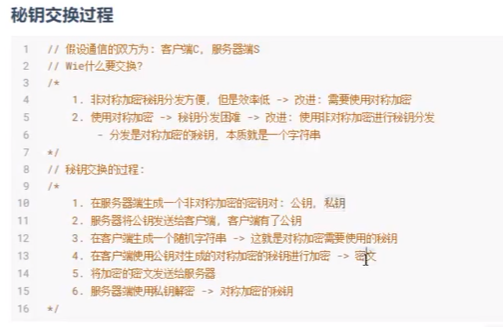 秘钥交换过程
1 // 假设通信的双方为: 客户端C, 服务器端S
2 // Wie什么要交换?
3 /*
4 1. 非对称加密秘钥分发方便, 但是效率低 -> 改进: 需要使用对称加密
5 2. 使用对称加密 -> 秘钥分发困难 -> 改进: 使用非对称加密进行秘钥分发
6 - 分发是对称加密的秘钥, 本质就是一个字符串
7 */
8 // 秘钥交换的过程:
9 /*
10 1. 在服务器端生成一个非对称加密的密钥对: 公钥, 私钥
11 2. 服务器将公钥发送给客户端, 客户端有了公钥
12 3. 在客户端生成一个随机字符串 -> 这就是对称加密需要使用的秘钥
13 4. 在客户端使用公钥对生成的对称加密的秘钥进行加密 -> 密文
14 5. 将加密的密文发送给服务器
15 6. 服务器端使用私钥解密 -> 对称加密的秘钥
16 */